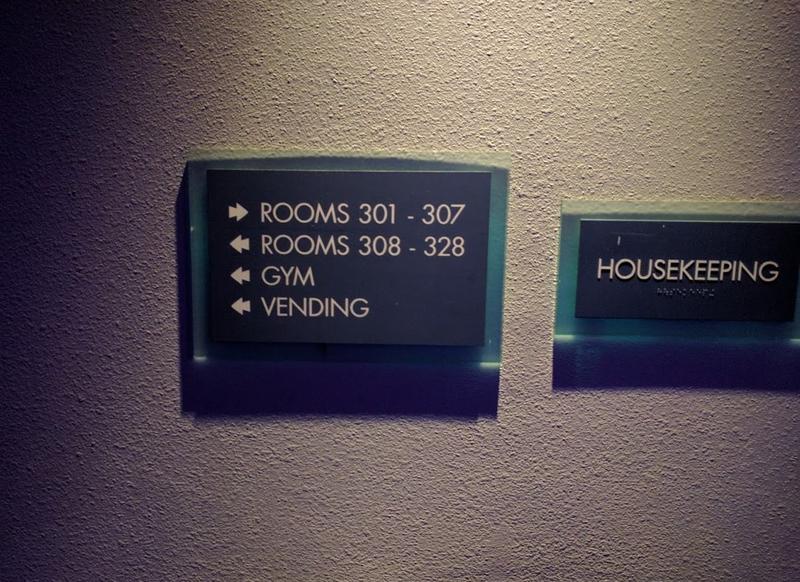 ROOMS 301 - 307
ROOMS 308 - 328
GYM
VENDING
HOUSEKEEPING